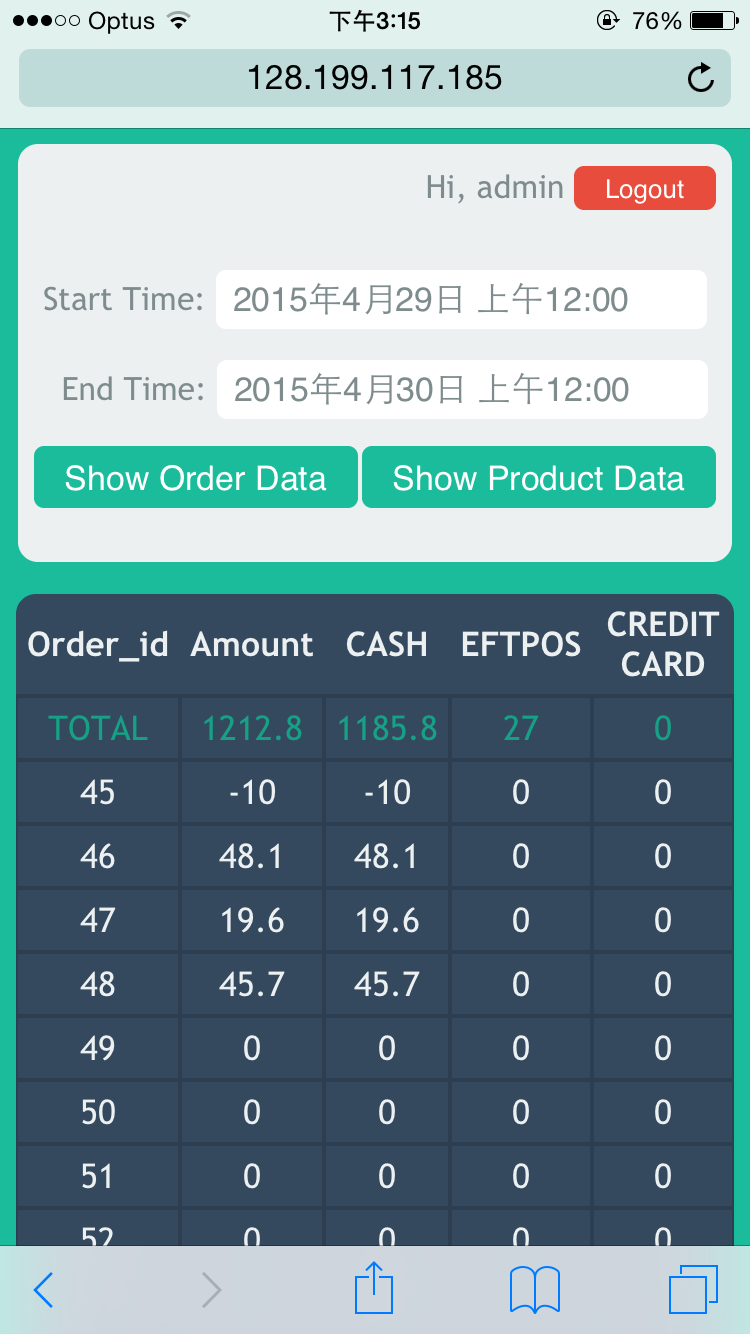 Optus 下午3:15 76%
128.199.117.185
Hi, admin Logout
Start Time: 2015年4月29日 上午12:00
End Time: 2015年4月30日 上午12:00
Show Order Data Show Product Data
Order_id Amount CASH EFTPOS CREDIT CARD
TOTAL 1212.8 1185.8 27 0
45 -10 -10 0 0
46 48.1 48.1 0 0
47 19.6 19.6 0 0
48 45.7 45.7 0 0
49 0 0 0 0
50 0 0 0 0
51 0 0 0 0
52 0 0 0 0